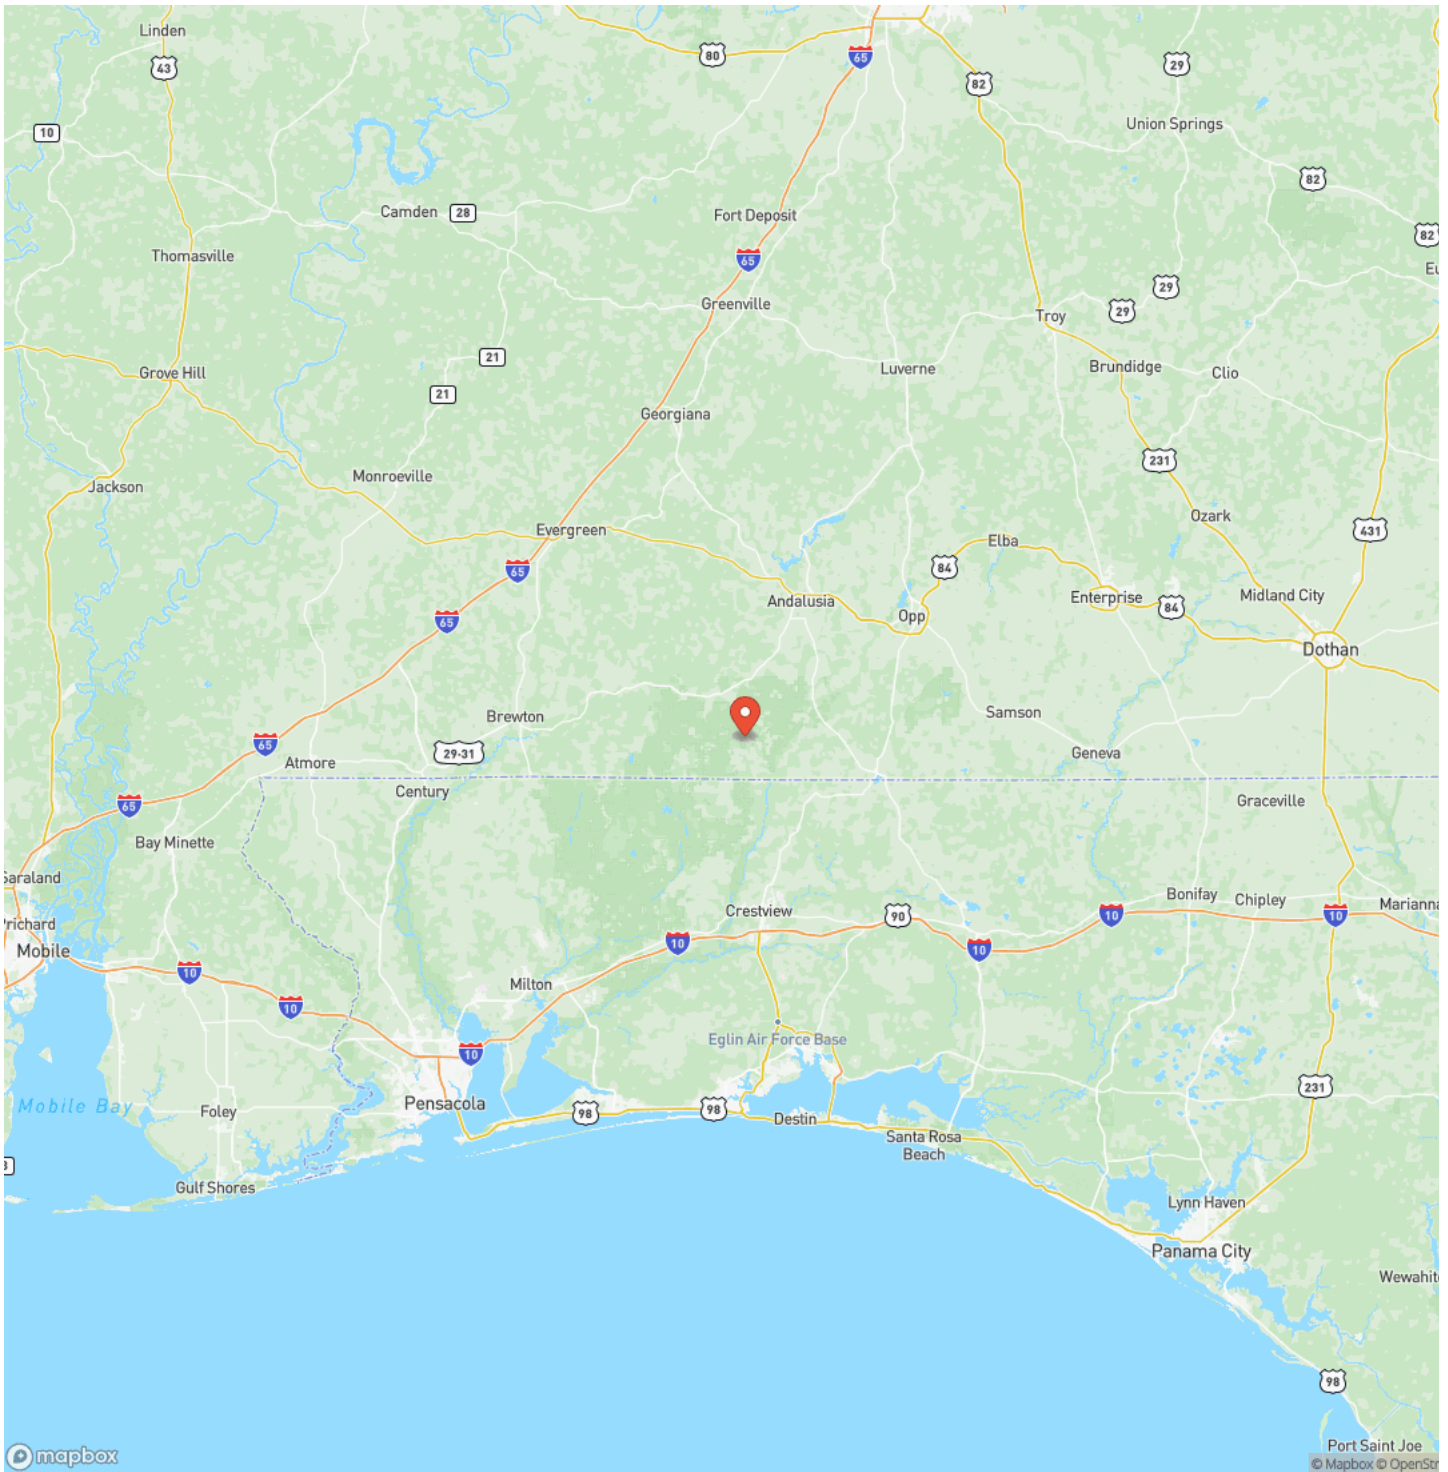 Linden
43
80
65
29
82
10
Union Springs
82
Camden
28
Fort Deposit
82
Thomasville
65
Eu
29
Greenville
29
Troy
21
Grove Hill
Luverne
Brundidge
Clio
21
Georgiana
231
Monroeville
Jackson
Ozark
Evergreen
431
Elba
65
84
Andalusia
Enterprise
Midland City
84
65
Opp
Dothan
Brewton
Samson
65
29-31
Geneva
Atmore
Century
65
Graceville
Bay Minette
Saraland
Bonifay
Chipley
Marianna
Crestview
90
10
10
Prichard
10
Mobile
10
10
Milton
10
Eglin Air Force Base
10
231
Mobile Bay
Foley
Pensacola
98
98
Destin
Santa Rosa
Beach
Gulf Shores
Lynn Haven
Panama City
Wewahit
98
Port Saint Joe
mapbox
© Mapbox © OpenStr